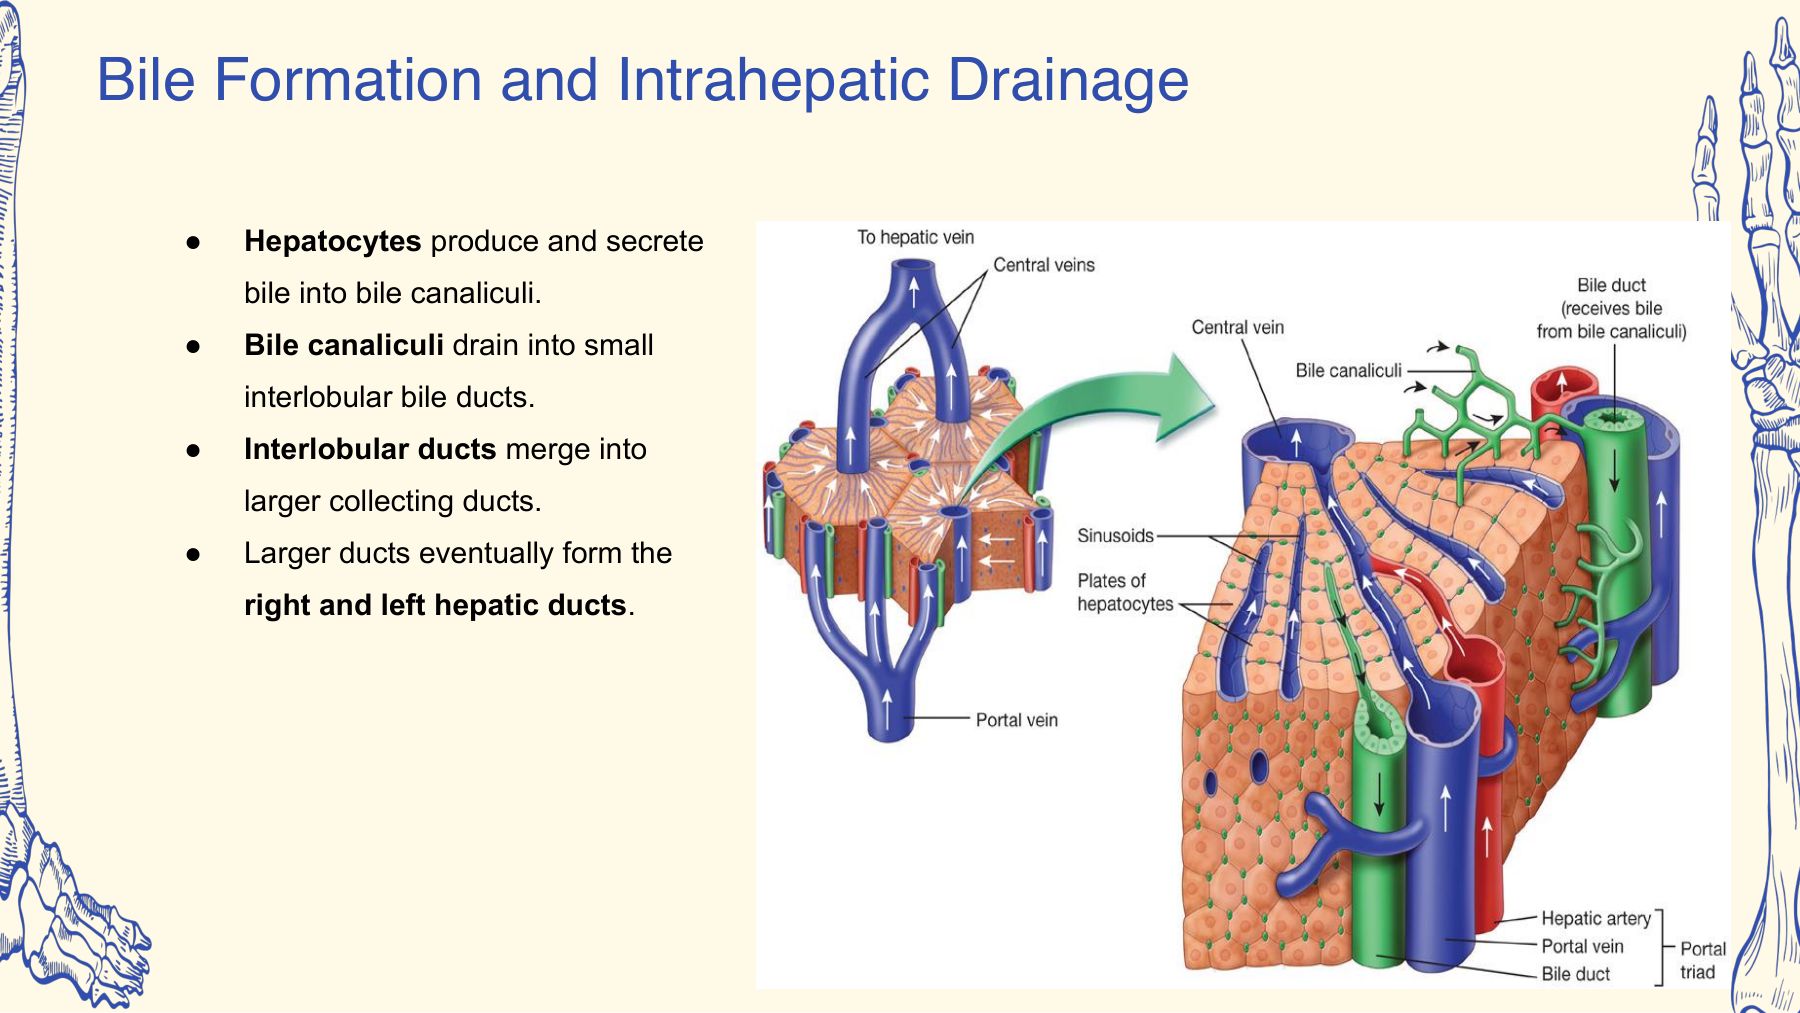 Bile Formation and Intrahepatic Drainage
● Hepatocytes produce and secrete
bile into bile canaliculi.
● Bile canaliculi drain into small
interlobular bile ducts.
● Interlobular ducts merge into
larger collecting ducts.
● Larger ducts eventually form the
right and left hepatic ducts.
To hepatic vein
Central veins
Portal vein
Central vein
Bile canaliculi
Bile duct
(receives bile
from bile canaliculi)
Sinusoids
Plates of
hepatocytes
Hepatic artery
Portal vein
Bile duct
Portal
triad